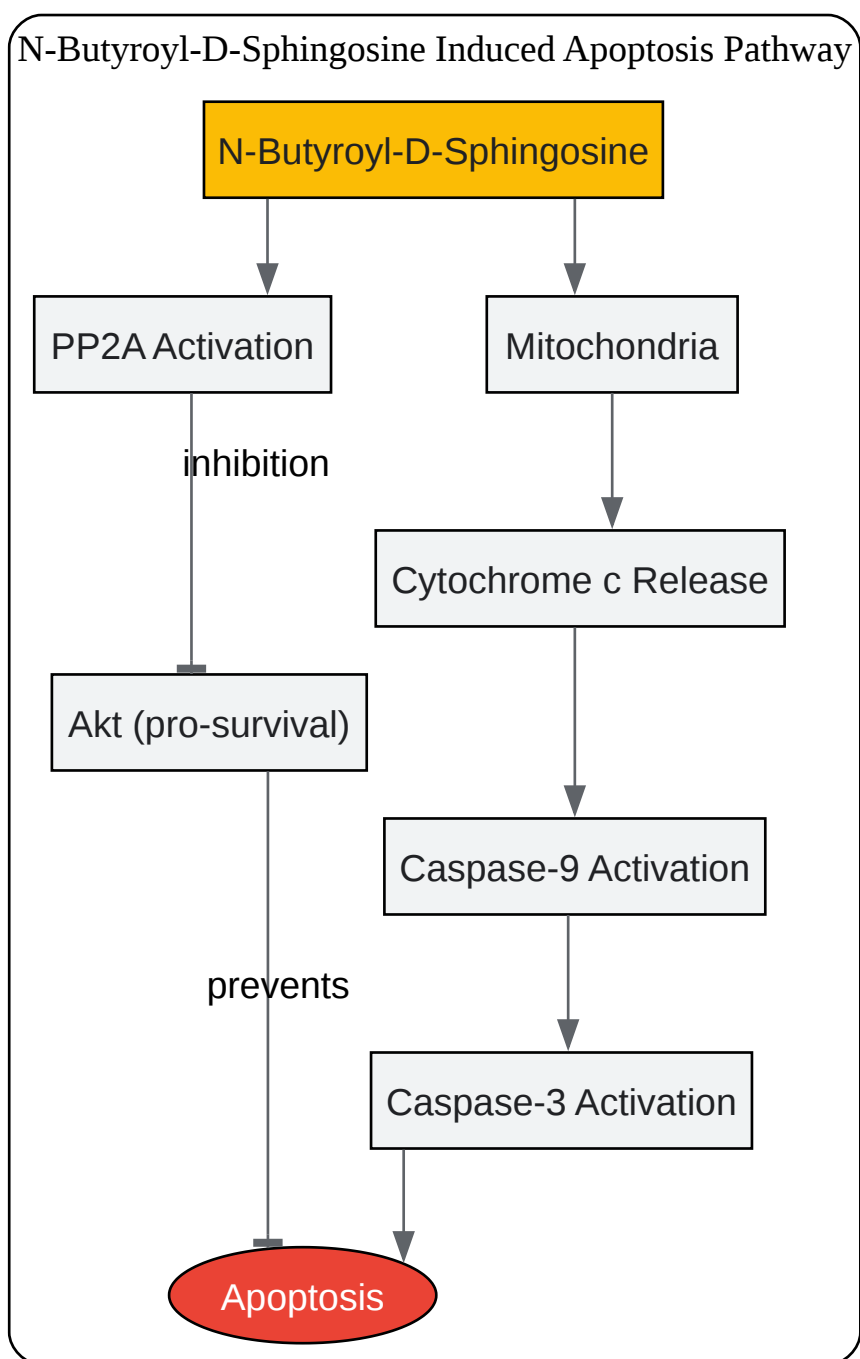 N-Butyroyl-D-Sphingosine Induced Apoptosis Pathway
N-Butyroyl-D-Sphingosine
PP2A Activation
Mitochondria
inhibition
Cytochrome c Release
Akt (pro-survival)
Caspase-9 Activation
prevents
Caspase-3 Activation
Apoptosis